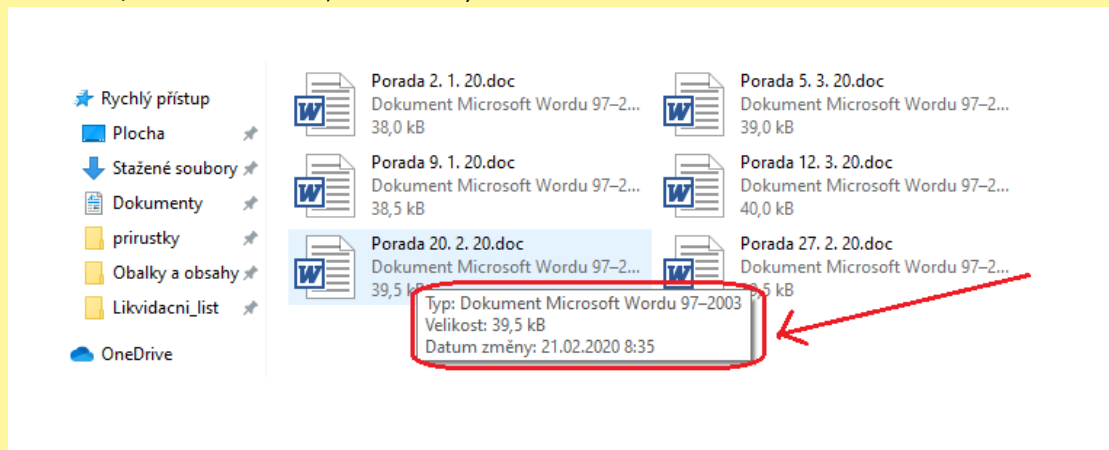 Rychlý přístup
Plocha
Stažené soubory
Dokumenty
prirustky
Obalky a obsahy
Likvidacni_list
OneDrive
Porada 2. 1. 20.doc
Dokument Microsoft Wordu 97–2...
38,0 kB
Porada 5. 3. 20.doc
Dokument Microsoft Wordu 97–2...
39,0 kB
Porada 9. 1. 20.doc
Dokument Microsoft Wordu 97–2...
38,5 kB
Porada 12. 3. 20.doc
Dokument Microsoft Wordu 97–2...
40,0 kB
Porada 20. 2. 20.doc
Dokument Microsoft Wordu 97–2...
39,5
Porada 27. 2. 20.doc
Dokument Microsoft Wordu 97–2...
kB
Typ: Dokument Microsoft Wordu 97–2003
Velikost: 39,5 kB
Datum změny: 21.02.2020 8:35